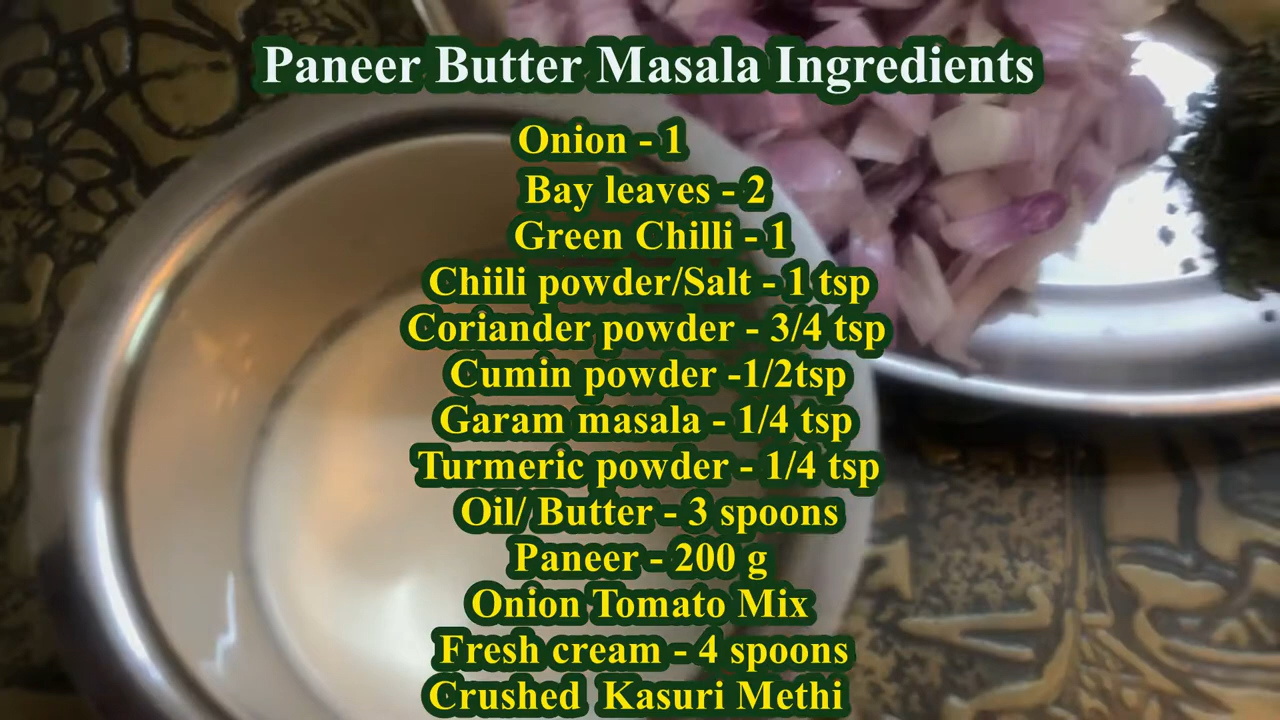 Paneer Butter Masala Ingredients
Onion - 1
Bay leaves - 2
Green Chilli - 1
Chiili powder/Salt - 1 tsp
Coriander powder - 3/4 tsp
Cumin powder -1/2tsp
Garam masala - 1/4 tsp
Turmeric powder - 1/4 tsp
Oil/ Butter - 3 spoons
Paneer - 200 g
Onion Tomato Mix
Fresh cream - 4 spoons
Crushed  Kasuri Methi